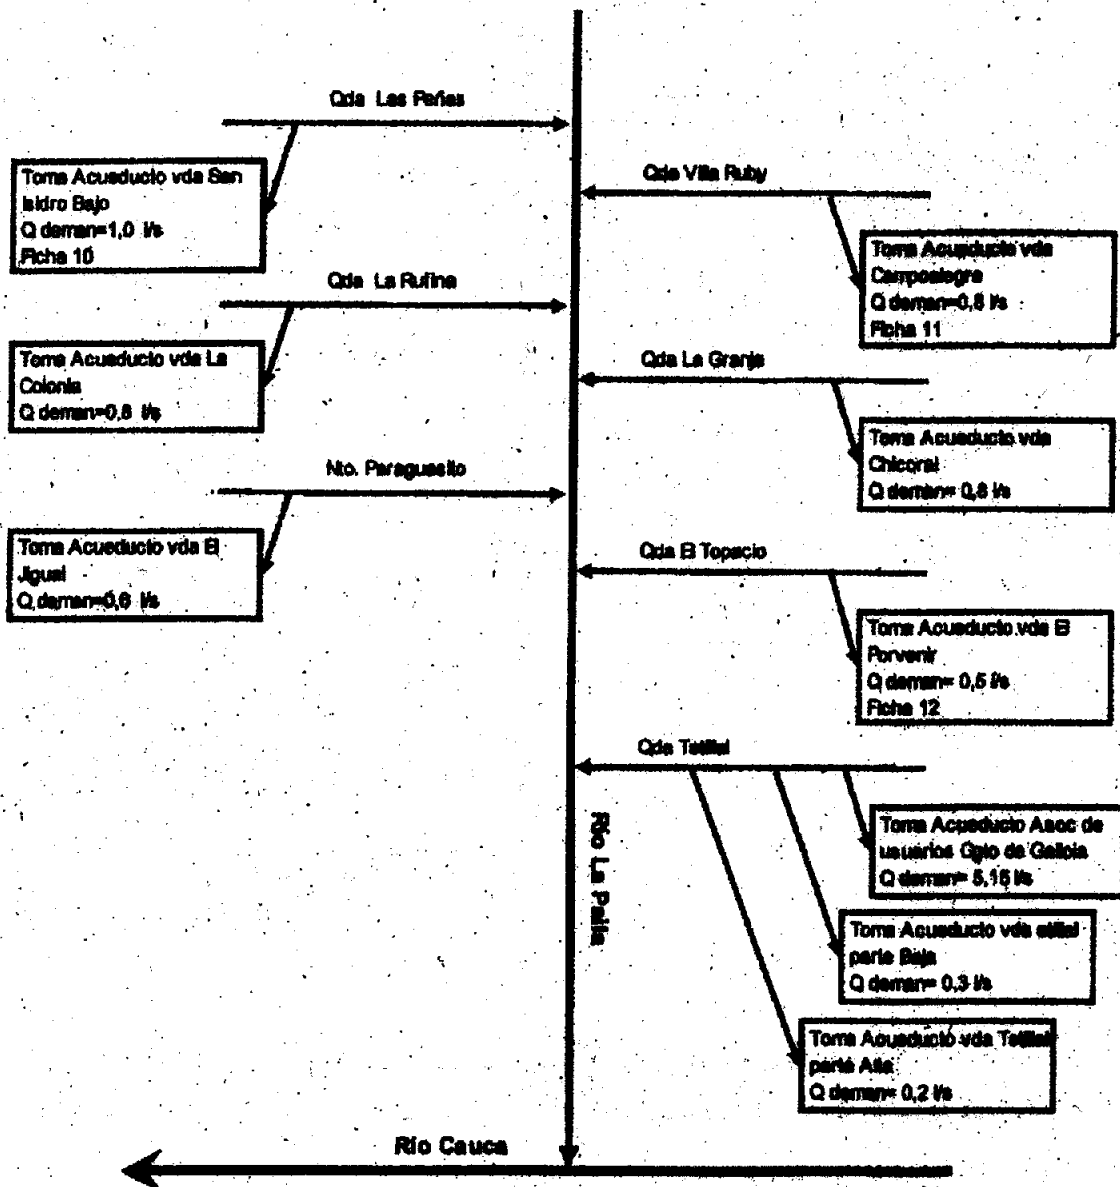 Qda Las Peñas
Toma Acueducto vda San
Isidro Bajo
Q deman=1,0 l/s
Ficha 10
Qda Villa Ruby
Toma Acueducto vda
Campoalegre
Q deman=0,8 l/s
Ficha 11
Qda La Rufina
Toma Acueducto vda La
Colonia
Q deman=0,8 l/s
Qda La Granja
Toma Acueducto vda
Chicoral
Q deman= 0,8 l/s
Nto. Paraguasito
Toma Acueducto vda El
Jigual
Q deman=0,6 l/s
Qda El Topacio
Toma Acueducto vda El
Porvenir
Q deman= 0,5 l/s
Ficha 12
Qda Tetillal
Toma Acueducto Asoc de
usuarios Cgto de Galicia
Q deman= 5,15 l/s
Toma Acueducto vda
parte Baja
Q deman= 0,3 l/s
Toma Acueducto vda Tetillal
parte Alta
Q deman= 0,2 l/s
Río La Paila
Río Cauca